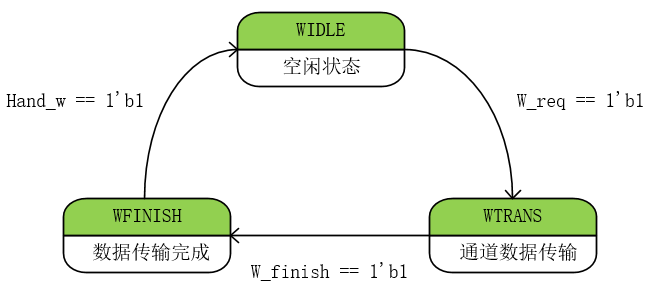 WIDLE
空闲状态
Hand_w == 1'b1
W_req == 1'b1
WFINISH
数据传输完成
WTRANS
通道数据传输
W_finish == 1'b1